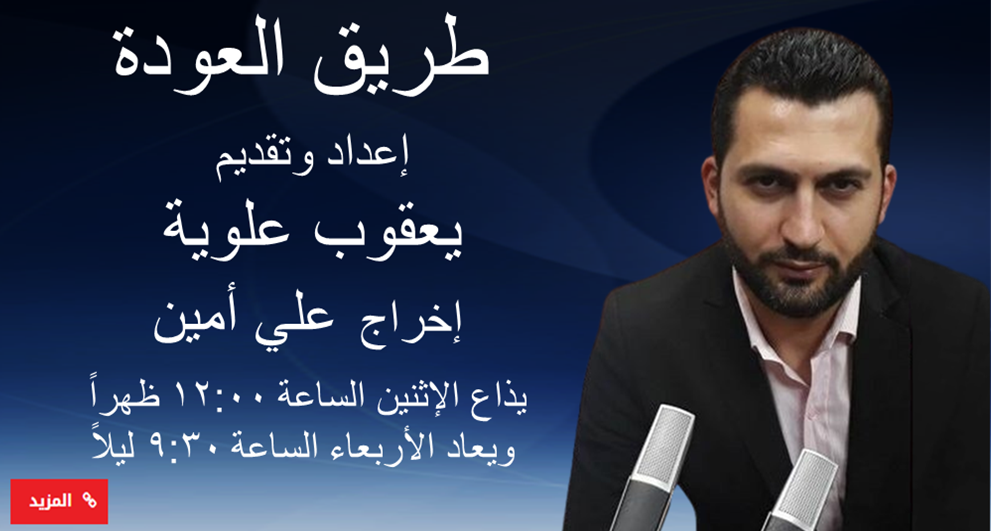 طريق العودة
إعداد وتقديم
يعقوب علوية
إخراج علي أمين
يذاع الإثنين الساعة ١٢:٠٠ ظهراً
ويعاد الأربعاء الساعة ٩:٣٠ ليلاً
المزيد